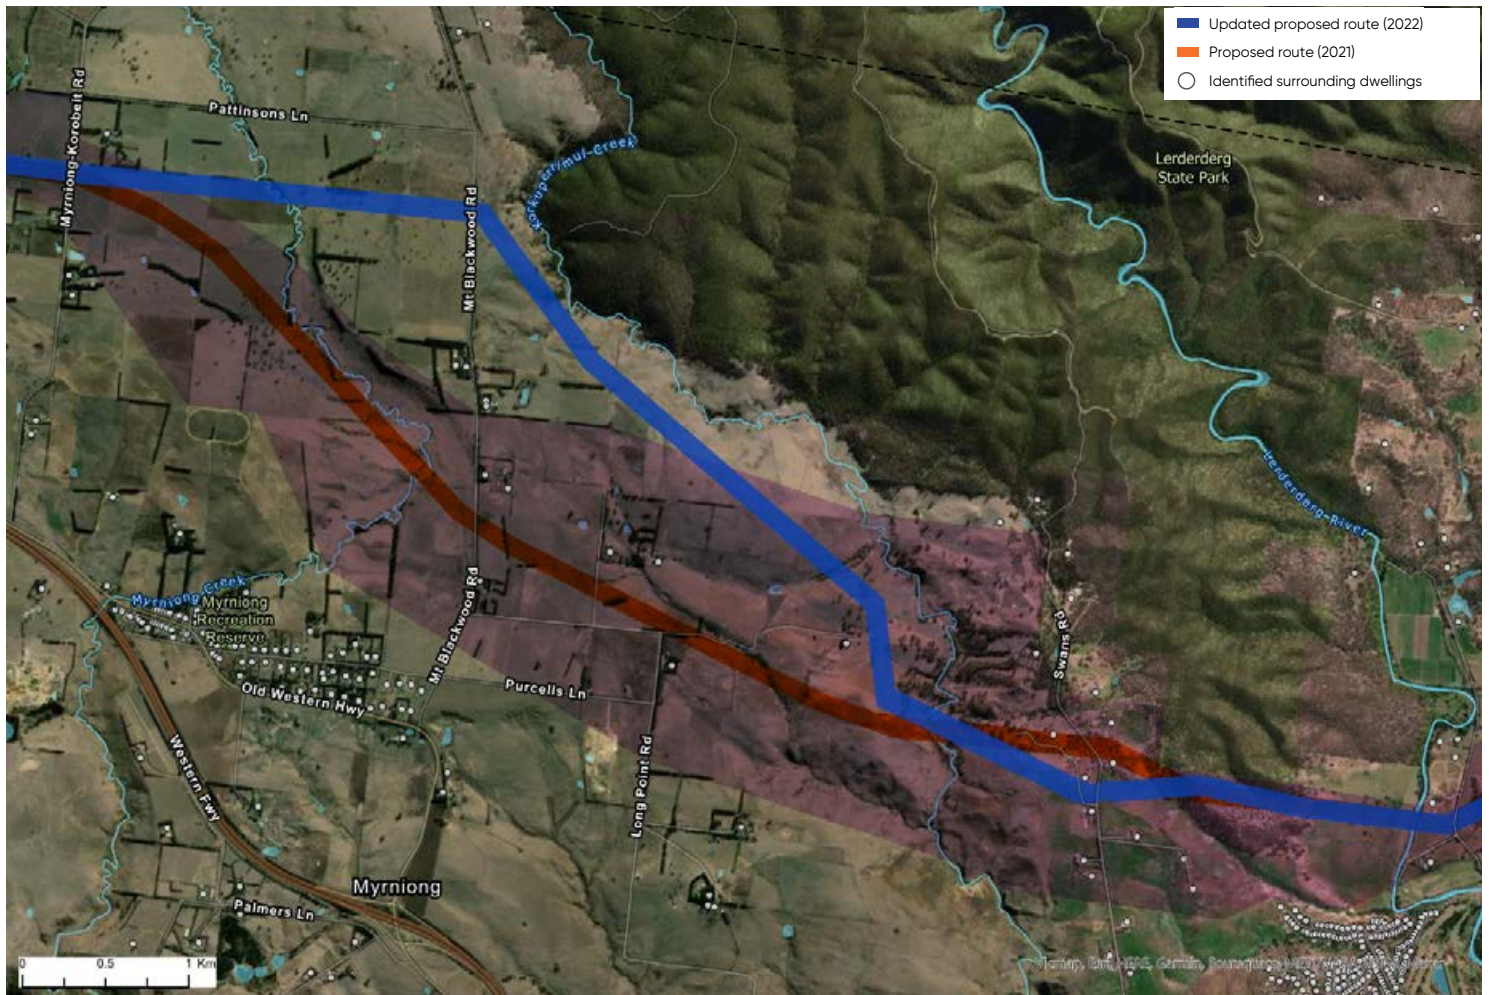 Updated proposed route (2022)
Proposed route (2021)
Identified surrounding dwellings
Myrniong-Korobeit Rd
Pattinsons Ln
Korkuperrimul-Creek
Lerderderg
State Park
Mt Blackwood Rd
Lerderderg-River
Myrniong Creek
Myrniong
Recreation
Reserve
Mt Blackwood Rd
Swans Rd
Old Western Hwy
Purcells Ln
Western Fwy
Long Point Rd
Myrniong
Palmers Ln
0 0.5 1 Km